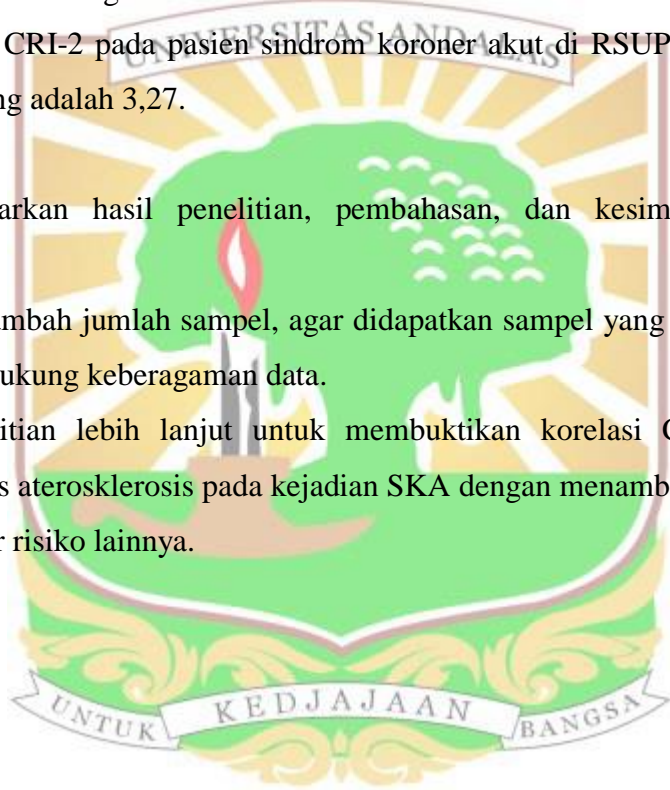 UNIVERSITAS ANDALAS
CRI-2 pada pasien sindrom koroner akut di RSUP
ng adalah 3,27.
arkan hasil penelitian, pembahasan, dan kesim
mbah jumlah sampel, agar didapatkan sampel yang
ukung keberagaman data.
itian lebih lanjut untuk membuktikan korelasi C
s aterosklerosis pada kejadian SKA dengan menamb
r risiko lainnya.
UNTUK KEDJAJAAN BANGSA